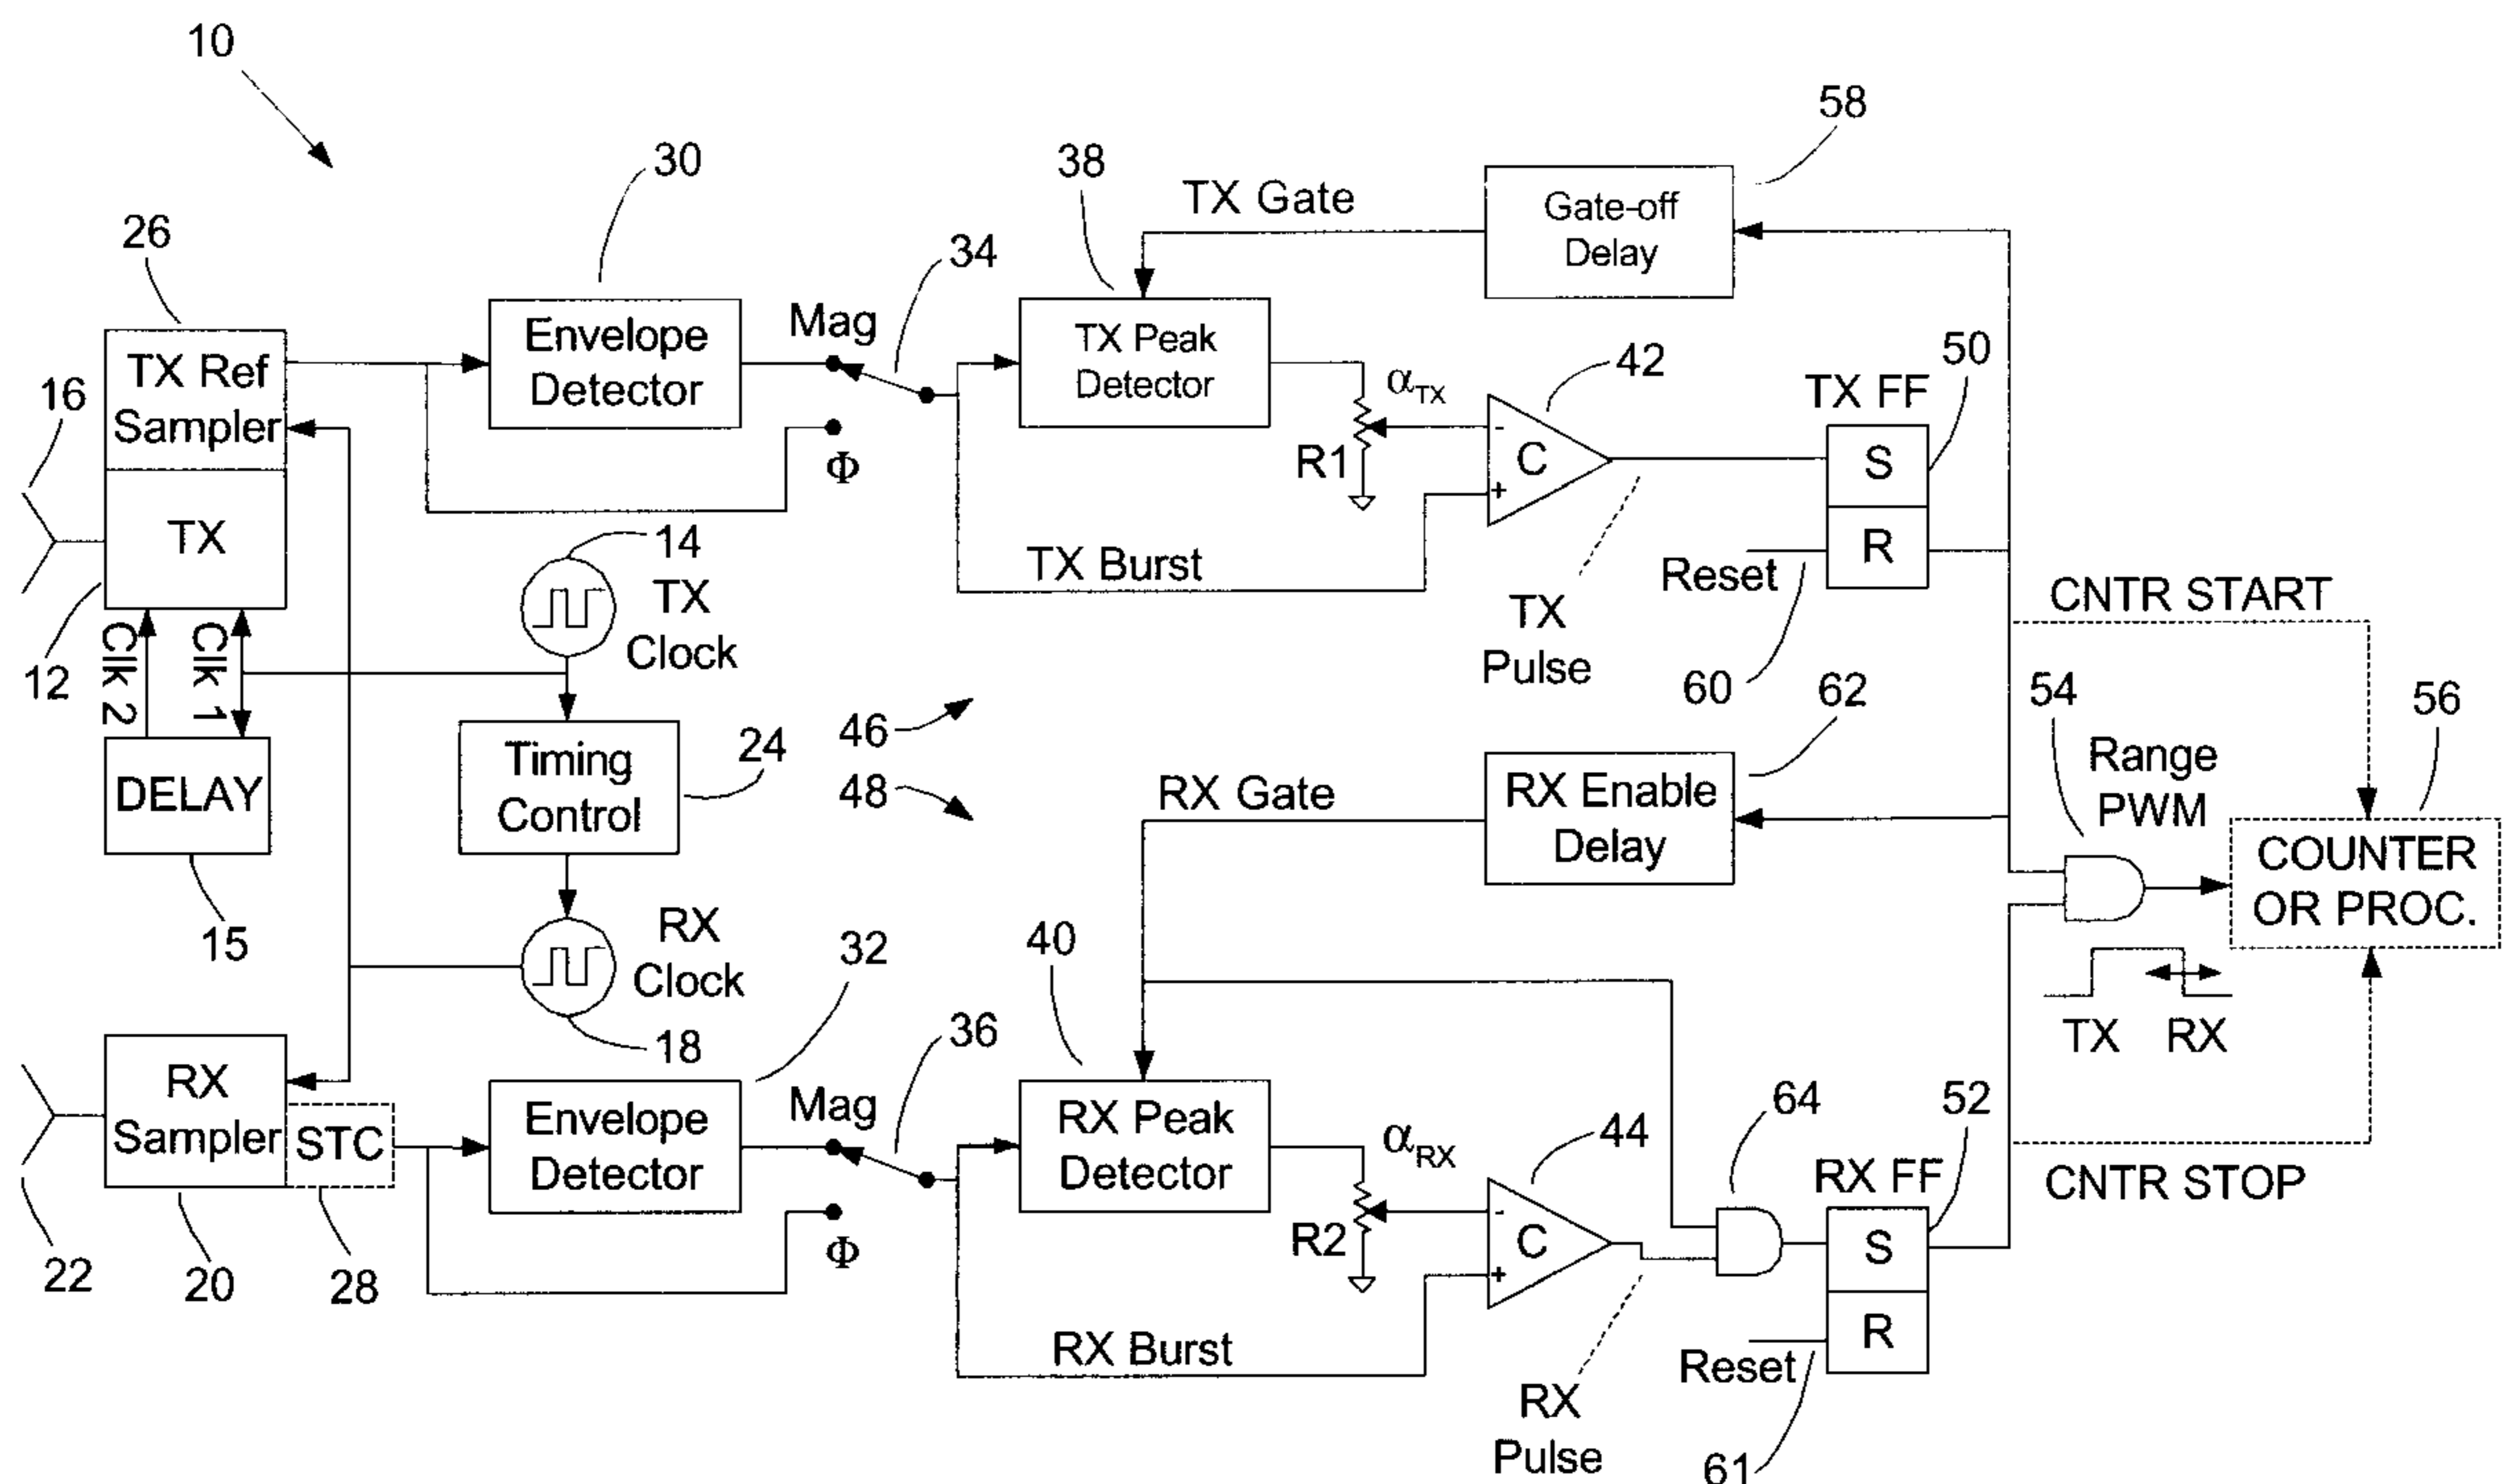 10
58
30
38
TX Gate
Gate-off
Delay
26
34
Envelope
Detector
Mag
TX Peak
Detector
50
42
16
TX Ref
Sampler
αTX
TX FF
-
C
S
Φ
R1
+
TX
14
TX
Clock
TX Burst
R
Reset
CNTR START
TX
Pulse
12
Clk 2
Clk 1
60
62
54
56
46
48
Timing
Control
24
Range
PWM
DELAY
RX Gate
RX Enable
Delay
COUNTER
OR PROC.
15
RX
Clock
32
40
18
36
TX
RX
RX
Sampler
STC
Envelope
Detector
Mag
RX Peak
Detector
αRX
44
64
52
RX FF
CNTR STOP
-
C
S
Φ
R2
+
22
20
28
RX Burst
R
Reset
RX
Pulse
61